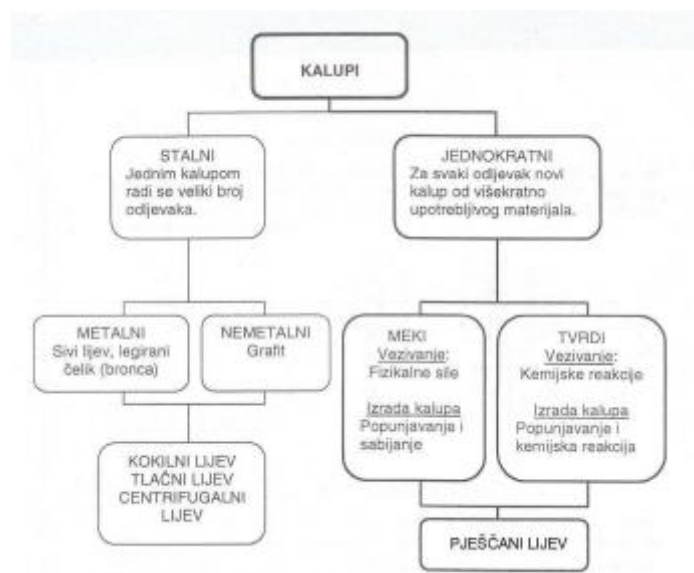 KALUPI
STALNI
Jednim kalupom
radi se veliki broj
odljevaka.
JEDNOKRATNI
Za svaki odljevak novi
kalup od višekratno
upotrebljivog materijala.
METALNI
Sivi lijev, legirani
čelik (bronca)
NEMETALNI
Grafit
MEKI
Vezivanje:
Fizikalne sile
Izrada kalupa
Popunjavanje i
sabijanje
TVRDI
Vezivanje:
Kemijske reakcije
Izrada kalupa
Popunjavanje i
kemijska reakcija
KOKILNI LIJEV
TLAČNI LIJEV
CENTRIFUGALNI
LIJEV
PJEŠČANI LIJEV